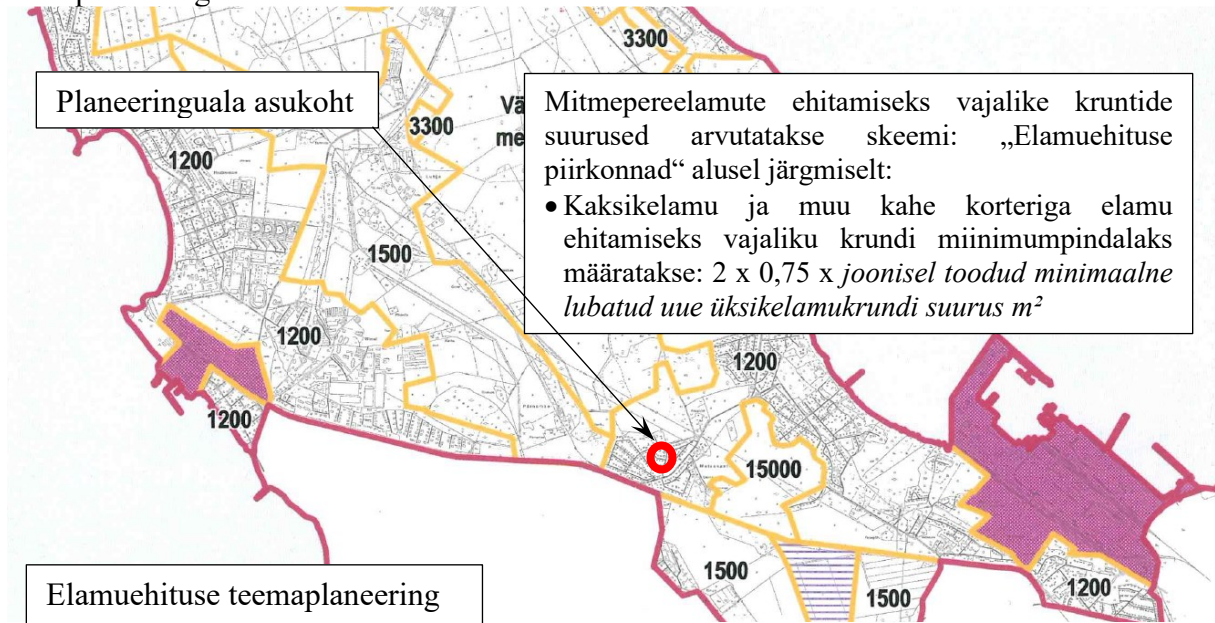 3300
Planeeringuala asukoht
Vä
me
3300
Mitmepereelamute ehitamiseks vajalike kruntide
suurused arvutatakse skeemi: „Elamuehituse
piirkonnad“ alusel järgmiselt:
• Kaksikelamu ja muu kahe korteriga elamu
ehitamiseks vajaliku krundi miinimumpindalaks
määratakse: 2 x 0,75 x joonisel toodud minimaalne
lubatud uue üksikelamukrundi suurus m²
1200
1500
1200
1200
1200
15000
1500
1500
1200
Elamuehituse teemaplaneering